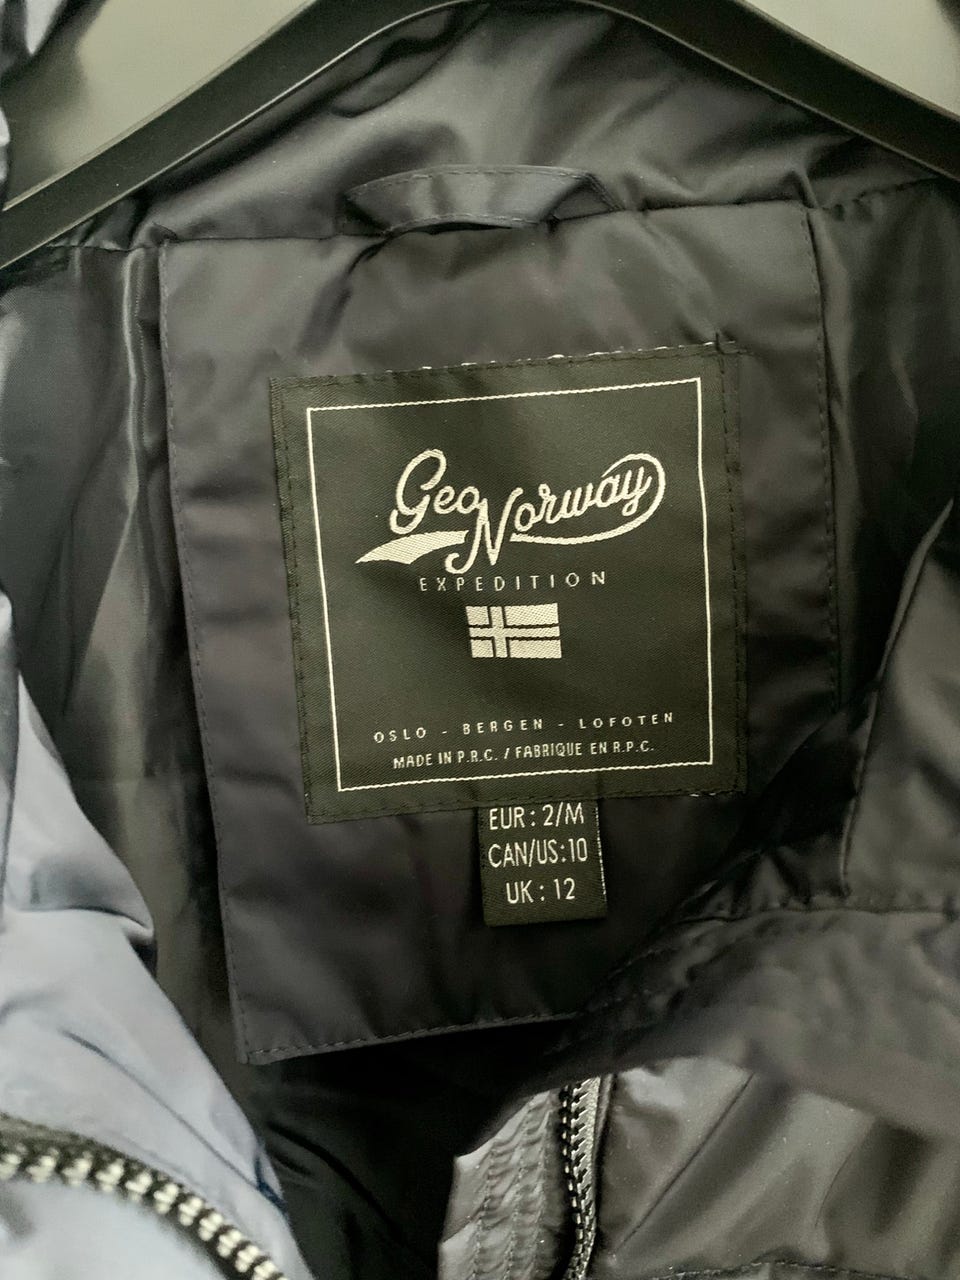 Geo Norway
EXPEDITION
OSLO - BERGEN - LOFOTEN
MADE IN P.R.C. / FABRIQUE EN R.P.C.
EUR : 2/M
CAN/US:10
UK : 12